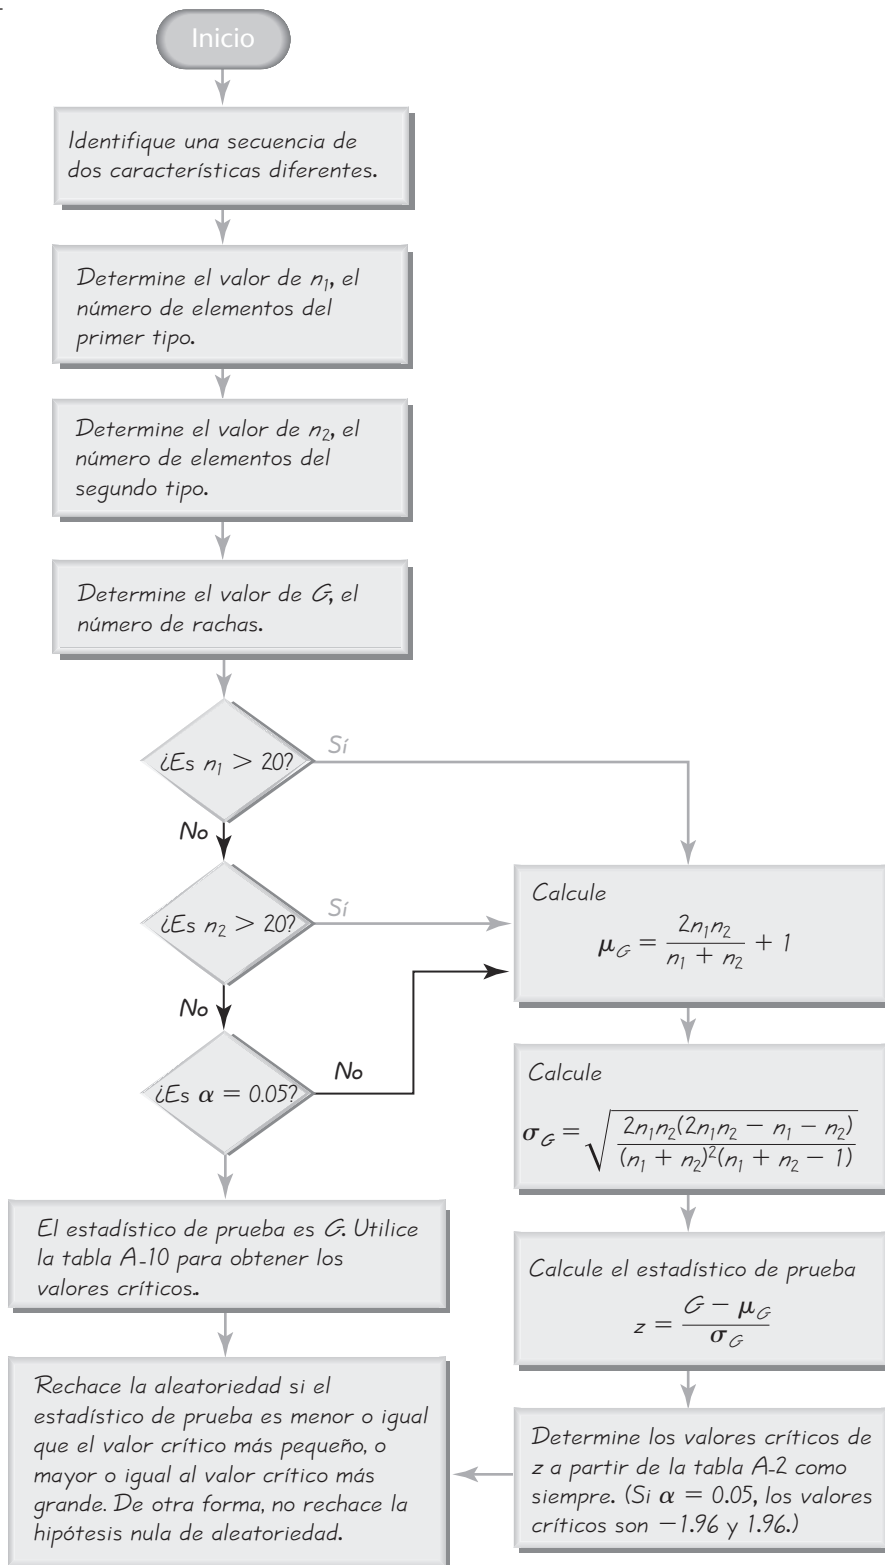 Inicio
Identifique una secuencia de
dos características diferentes.
Determine el valor de n₁, el
número de elementos del
primer tipo.
Determine el valor de n₂, el
número de elementos del
segundo tipo.
Determine el valor de G, el
número de rachas.
¿Es n₁ > 20?
Sí
No
¿Es n₂ > 20?
Sí
No
¿Es α = 0.05?
No
El estadístico de prueba es G. Utilice
la tabla A-10 para obtener los
valores críticos..
Rechace la aleatoriedad si el
estadístico de prueba es menor o igual
que el valor crítico más pequeño, o
mayor o igual al valor crítico más
grande. De otra forma, no rechace la
hipótesis nula de aleatoriedad.
Calcule
μ_G = 2n₁n₂ / (n₁ + n₂) + 1
Calcule
σ_G = √(2n₁n₂(2n₁n₂ − n₁ − n₂) / ((n₁ + n₂)²(n₁ + n₂ − 1)))
Calcule el estadístico de prueba
z = (G − μ_G) / σ_G
Determine los valores críticos de
z a partir de la tabla A-2 como
siempre. (Si α = 0.05, los valores
críticos son −1.96 y 1.96.)